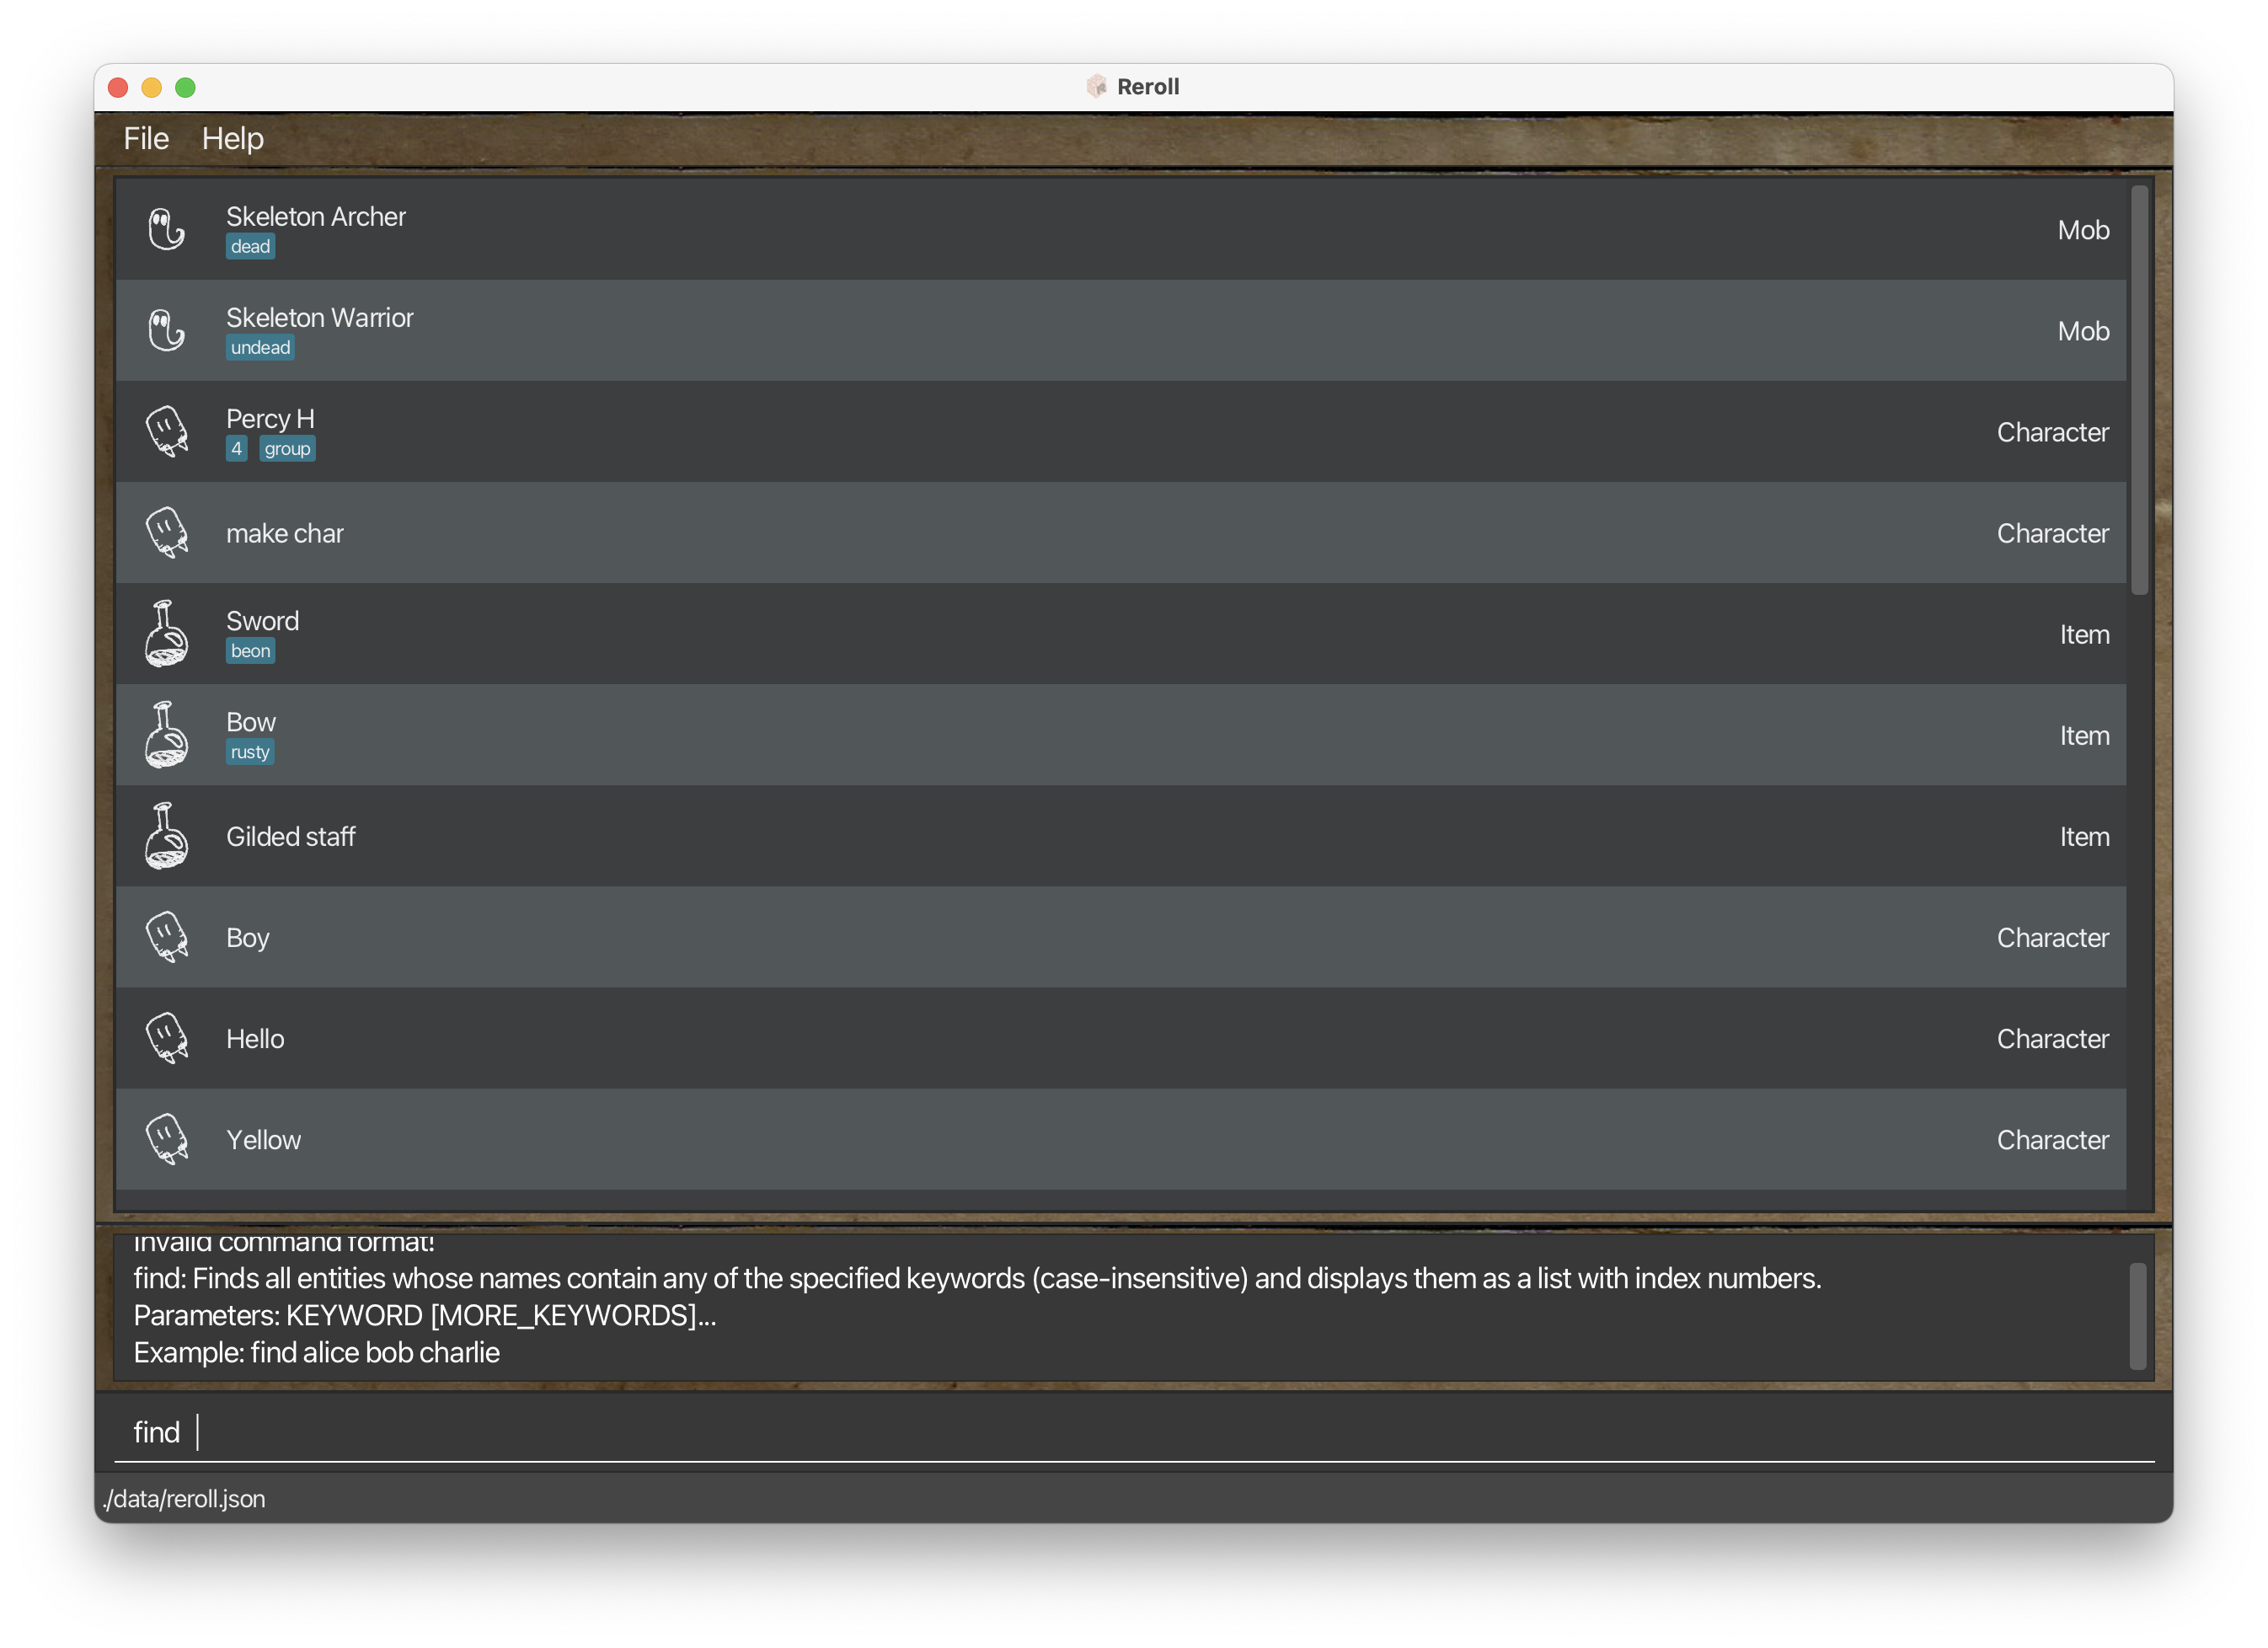 Reroll
File Help
Skeleton Archer
dead
Mob
Skeleton Warrior
undead
Mob
Percy H
4 group
Character
make char
Character
Sword
beon
Item
Bow
rusty
Item
Gilded staff
Item
Boy
Character
Hello
Character
Yellow
Character
Invalid command format!
find: Finds all entities whose names contain any of the specified keywords (case-insensitive) and displays them as a list with index numbers.
Parameters: KEYWORD [MORE_KEYWORDS]...
Example: find alice bob charlie
find
./data/reroll.json